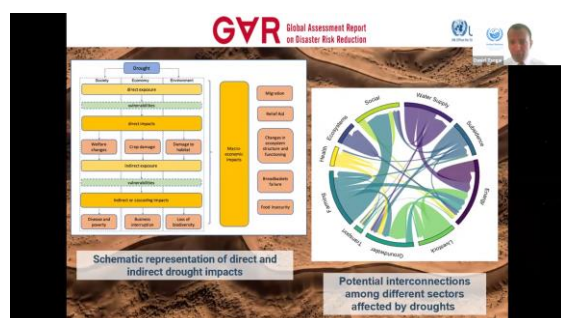 GAR Global Assessment Report
on Disaster Risk Reduction
Drought
Society Economy Environment
direct exposure
vulnerabilities
direct impacts
Welfare changes
Crop damage
Damage to habitat
Indirect exposure
vulnerabilities
Indirect or cascading impacts
Disease and poverty
Business interruption
Loss of biodiversity
Macro economic impacts
Migration
Relief Aid
Changes in ecosystem structure and functioning
Breadbaskets failure
Food insecurity
Schematic representation of direct and
indirect drought impacts
Social
Water Supply
Subsidence
Energy
Livestock
Groundwater
Transport
Farming
Health
Ecosystems
Potential interconnections
among different sectors
affected by droughts